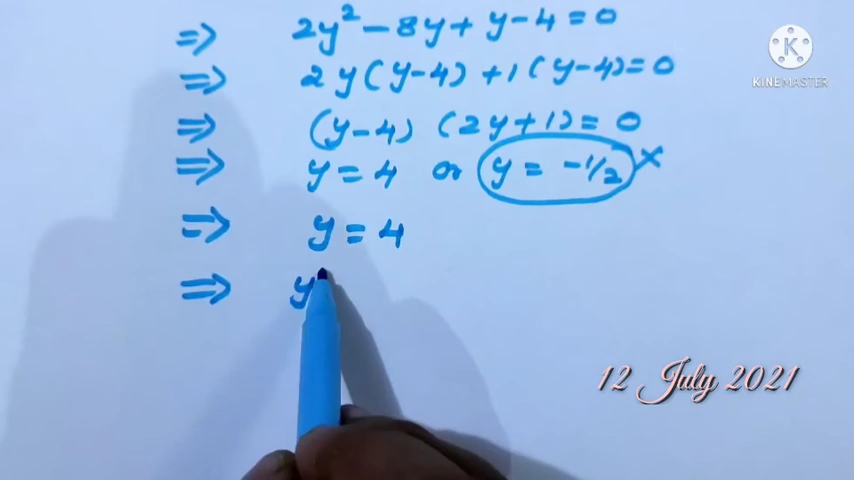 ⇒ 2y² - 8y + y - 4 = 0
⇒ 2y(y-4) + 1(y-4) = 0
⇒ (y-4) (2y+1) = 0
⇒ y = 4 or y = -1/2 ×
⇒ y = 4
⇒ y
KINEMASTER
12 July 2021